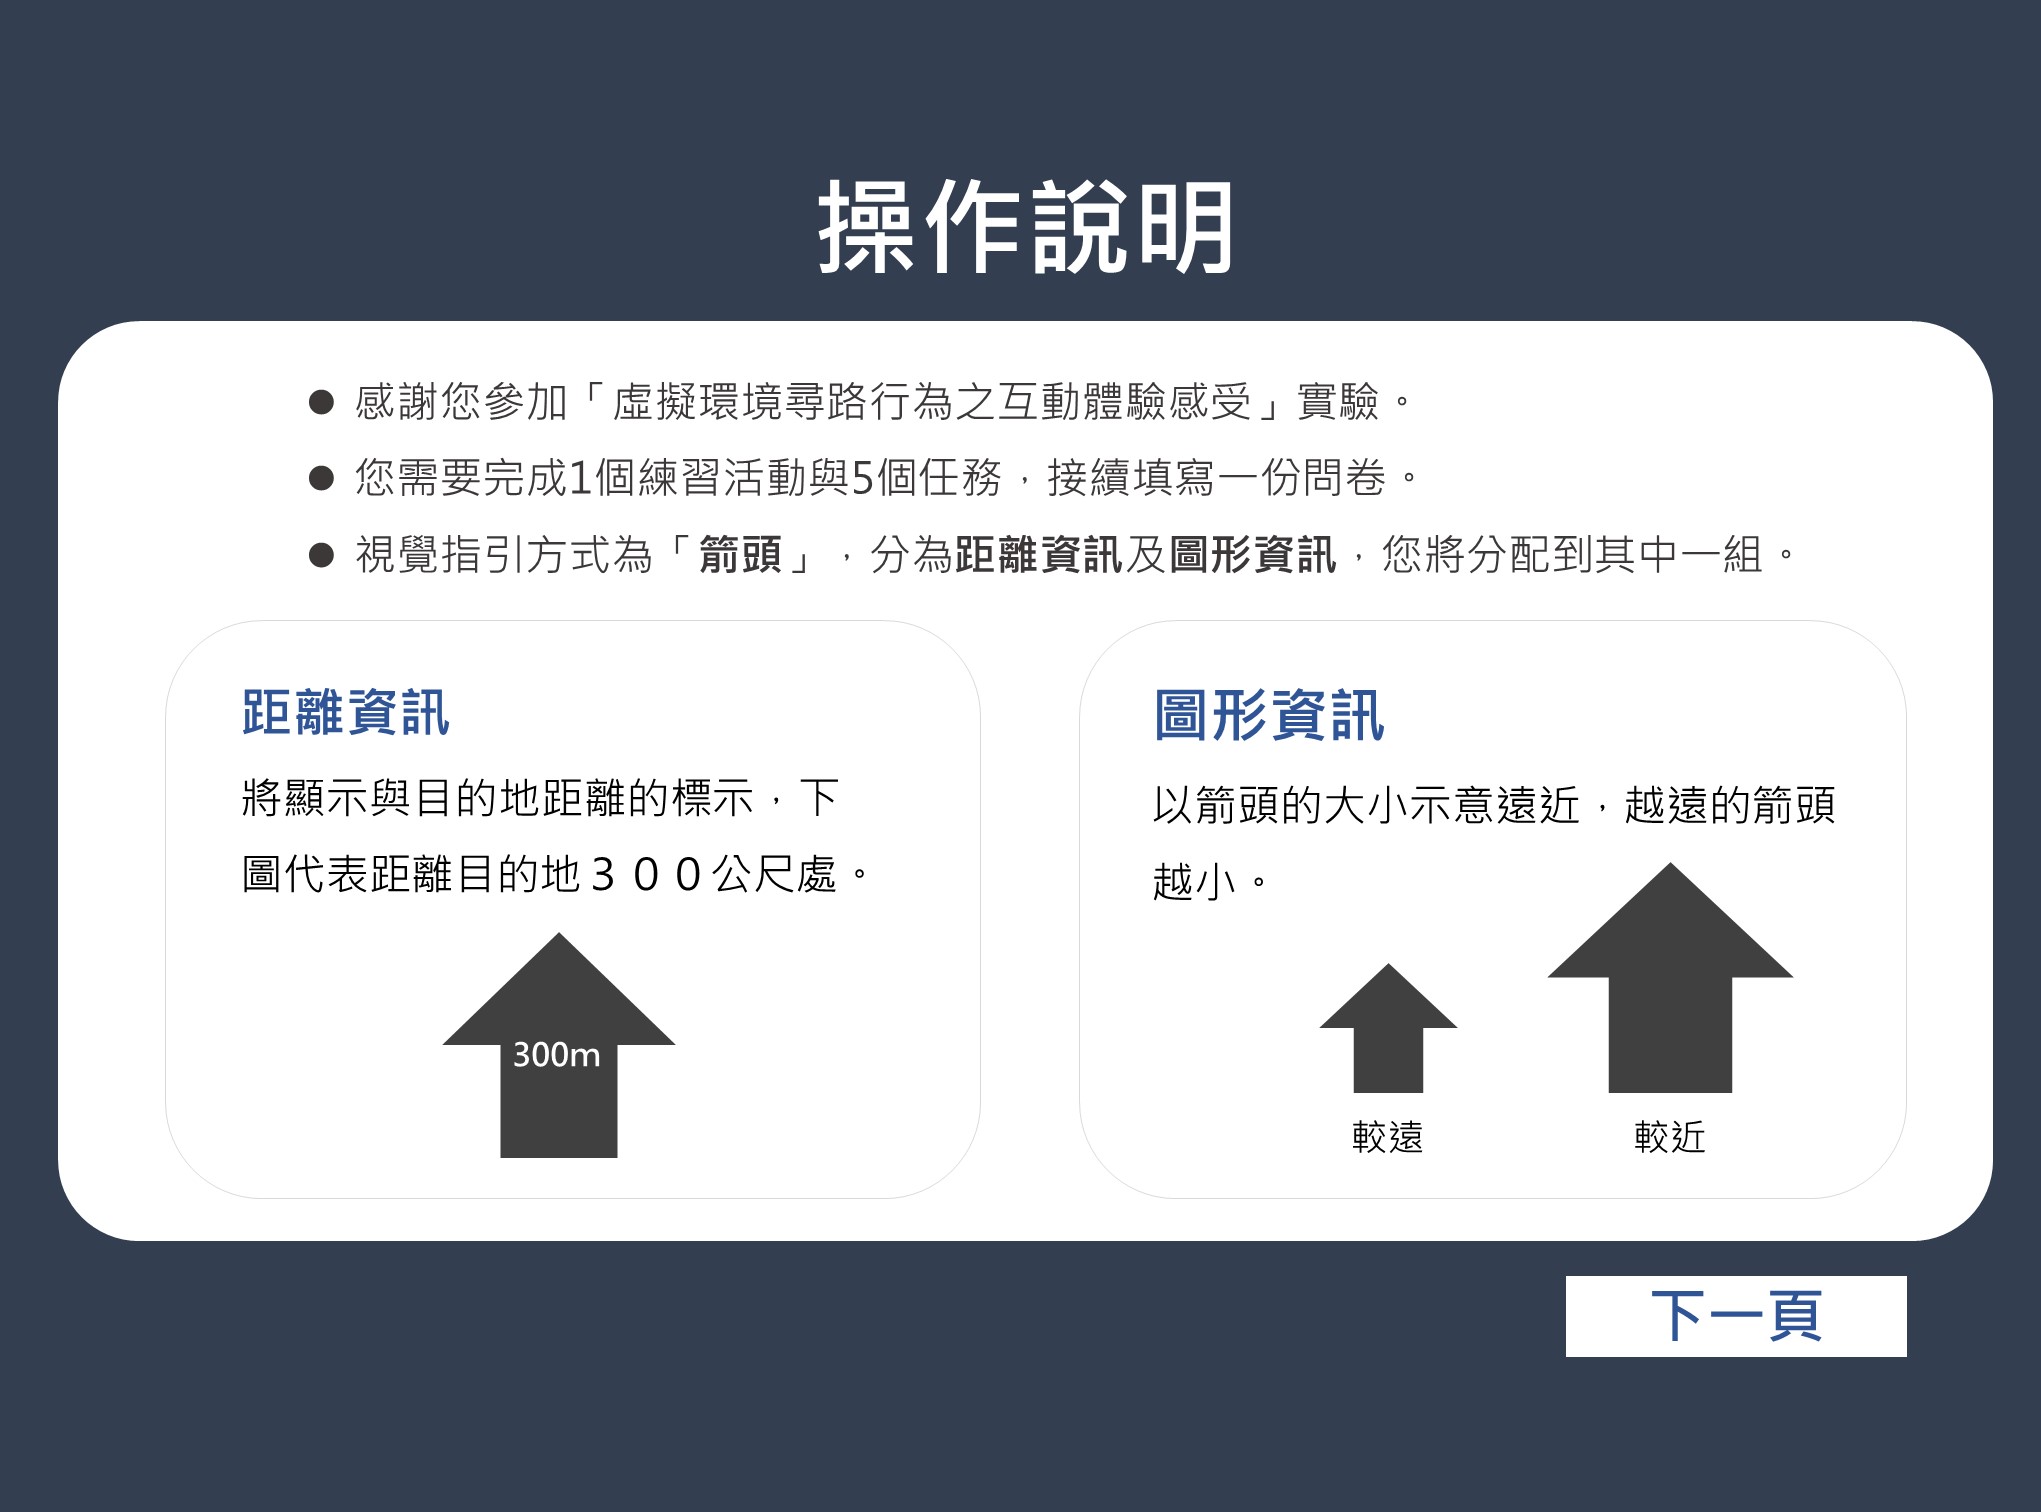 操作說明
● 感謝您參加「虛擬環境尋路行為之互動體驗感受」實驗。
● 您需要完成1個練習活動與5個任務，接續填寫一份問卷。
● 視覺指引方式為「箭頭」，分為距離資訊及圖形資訊，您將分配到其中一組。
距離資訊
將顯示與目的地距離的標示，下
圖代表距離目的地３００公尺處。
300m
圖形資訊
以箭頭的大小示意遠近，越遠的箭頭
越小。
較遠
較近
下一頁